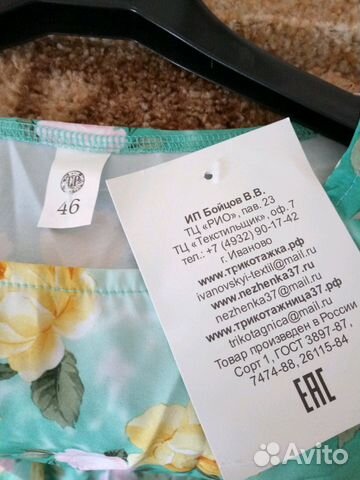 46
ИП Бойцов В.В.
ТЦ «РИО», пав. 23
ТЦ «Текстильщик», оф. 7
тел.: +7 (4932) 90-17-42
г. Иваново
www.трикотажка.рф
ivanovskyi-textil@mail.ru
www.nezhenka37.ru
nezhenka37@mail.ru
www.трикотажница37.рф
trikotagnica@mail.ru
Товар произведен в России
Сорт 1, ГОСТ 3897-87,
7474-88, 26115-84
EAC
Avito